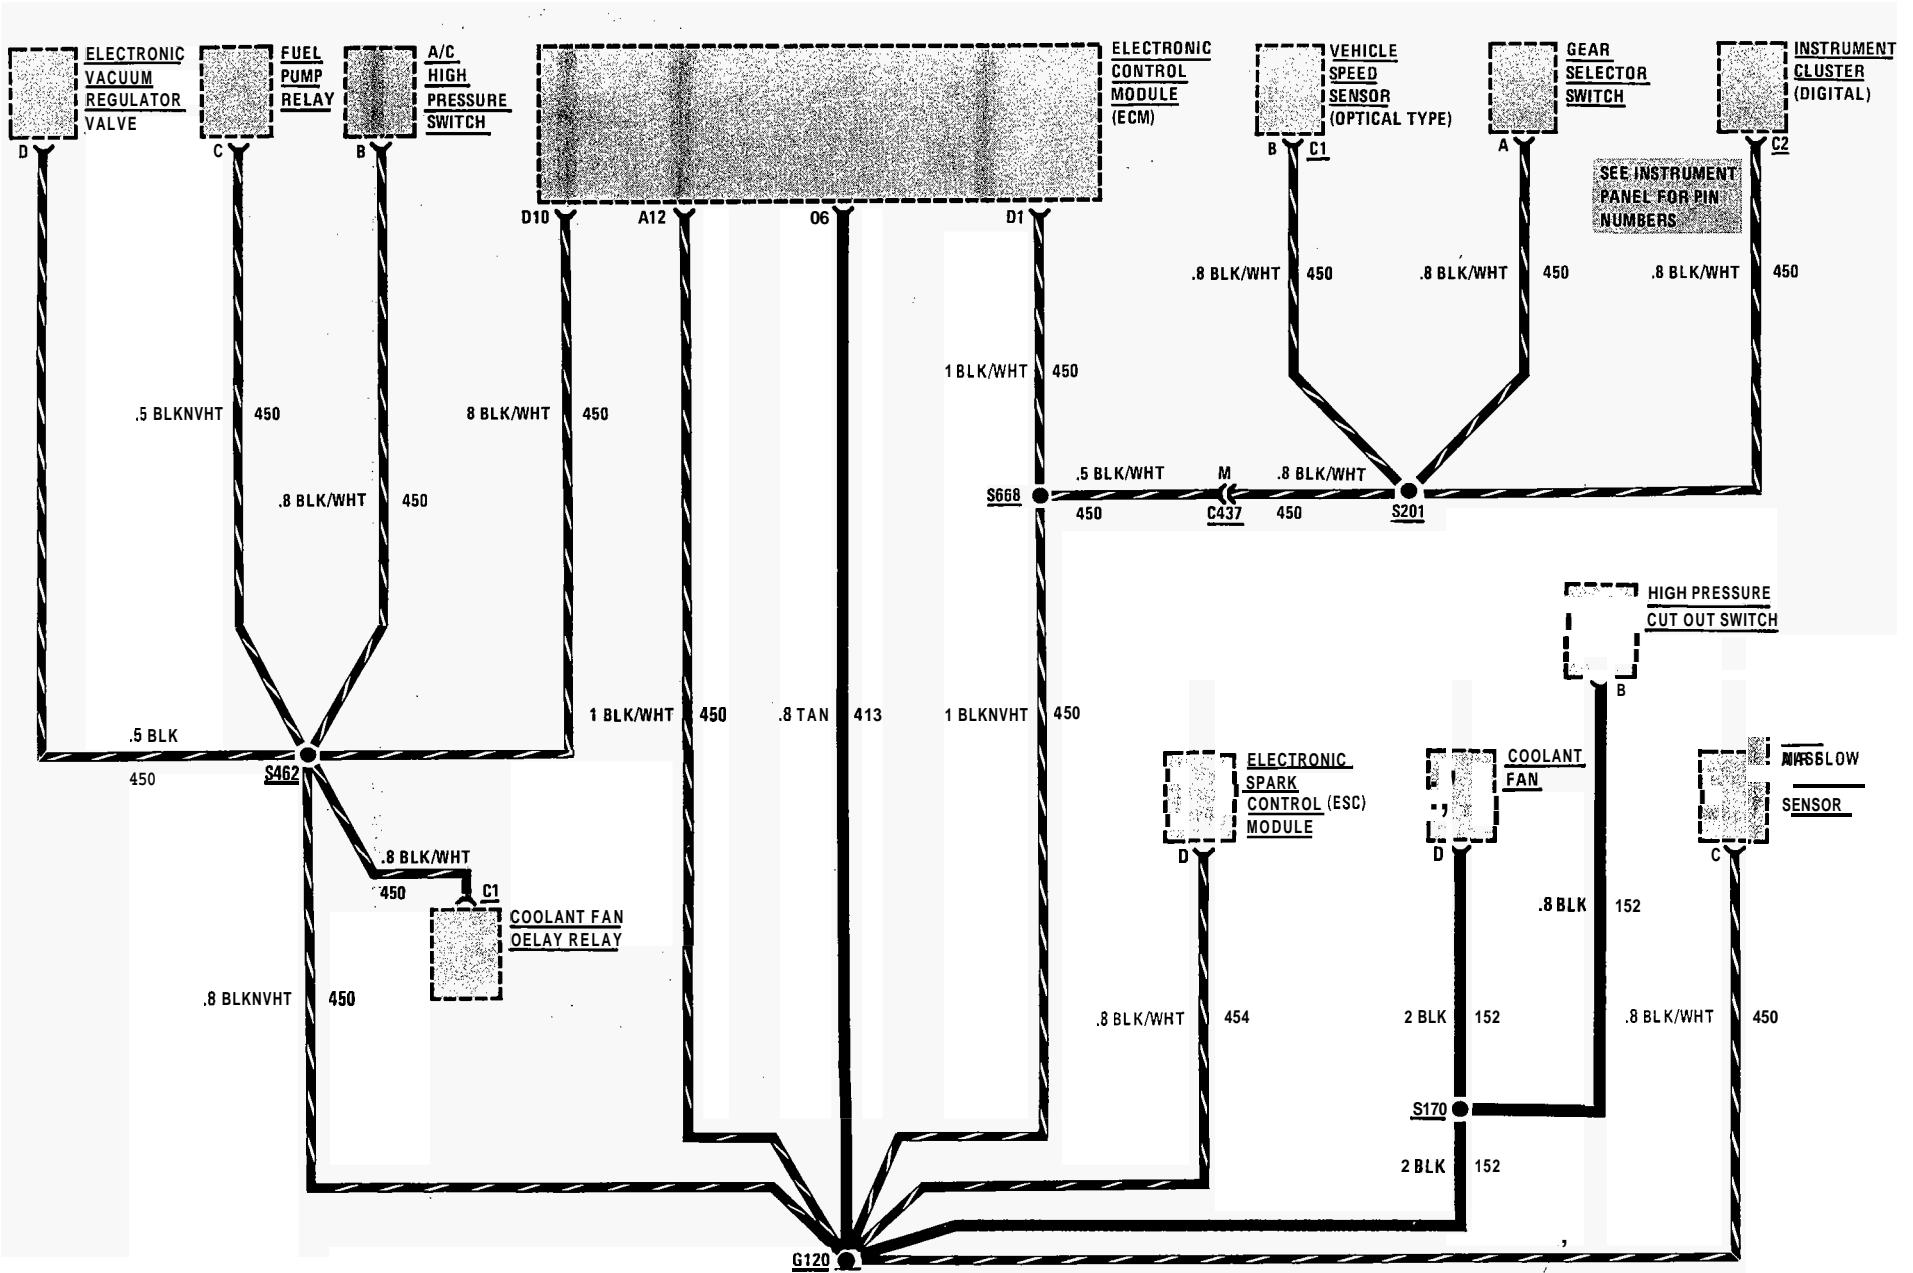 ELECTRONIC
VACUUM
REGULATOR
VALVE
D
FUEL
PUMP
RELAY
C
A/C
HIGH
PRESSURE
SWITCH
B
ELECTRONIC
CONTROL
MODULE
(ECM)
D10
A12
06
D1
VEHICLE
SPEED
SENSOR
(OPTICAL TYPE)
B C1
GEAR
SELECTOR
SWITCH
A
INSTRUMENT
CLUSTER
(DIGITAL)
C2
SEE INSTRUMENT
PANEL FOR PIN
NUMBERS
.8 BLK/WHT 450
.8 BLK/WHT 450
.8 BLK/WHT 450
1 BLK/WHT 450
.5 BLKNVHT 450
8 BLK/WHT 450
.8 BLK/WHT 450
S668
.5 BLK/WHT
450
M
C437
.8 BLK/WHT
450
S201
HIGH PRESSURE
CUT OUT SWITCH
B
.5 BLK
450
S462
1 BLK/WHT 450
.8 TAN 413
1 BLKNVHT 450
ELECTRONIC
SPARK
CONTROL (ESC)
MODULE
D
COOLANT
FAN
D
SENSOR
C
.8 BLK/WHT
450
C1
COOLANT FAN
OELAY RELAY
.8 BLK 152
.8 BLKNVHT 450
.8 BLK/WHT 454
2 BLK 152
.8 BLK/WHT 450
S170
2 BLK 152
G120